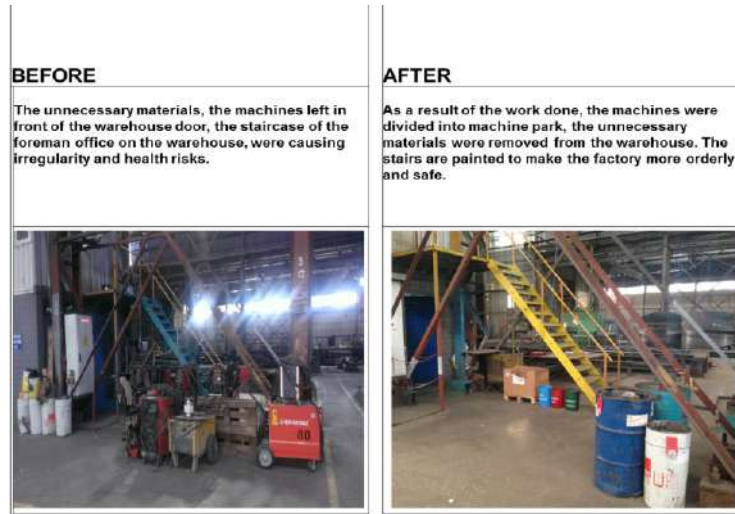 BEFORE
The unnecessary materials, the machines left in
front of the warehouse door, the staircase of the
foreman office on the warehouse, were causing
irregularity and health risks.
AFTER
As a result of the work done, the machines were
divided into machine park, the unnecessary
materials were removed from the warehouse. The
stairs are painted to make the factory more orderly
and safe.
80